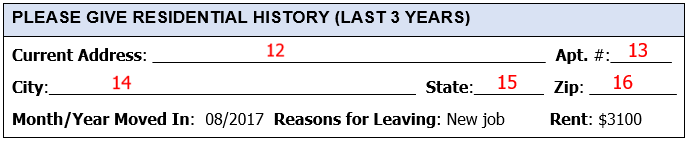 PLEASE GIVE RESIDENTIAL HISTORY (LAST 3 YEARS)
Current Address: 12 Apt. #: 13
City: 14 State: 15 Zip: 16
Month/Year Moved In: 08/2017 Reasons for Leaving: New job Rent: $3100